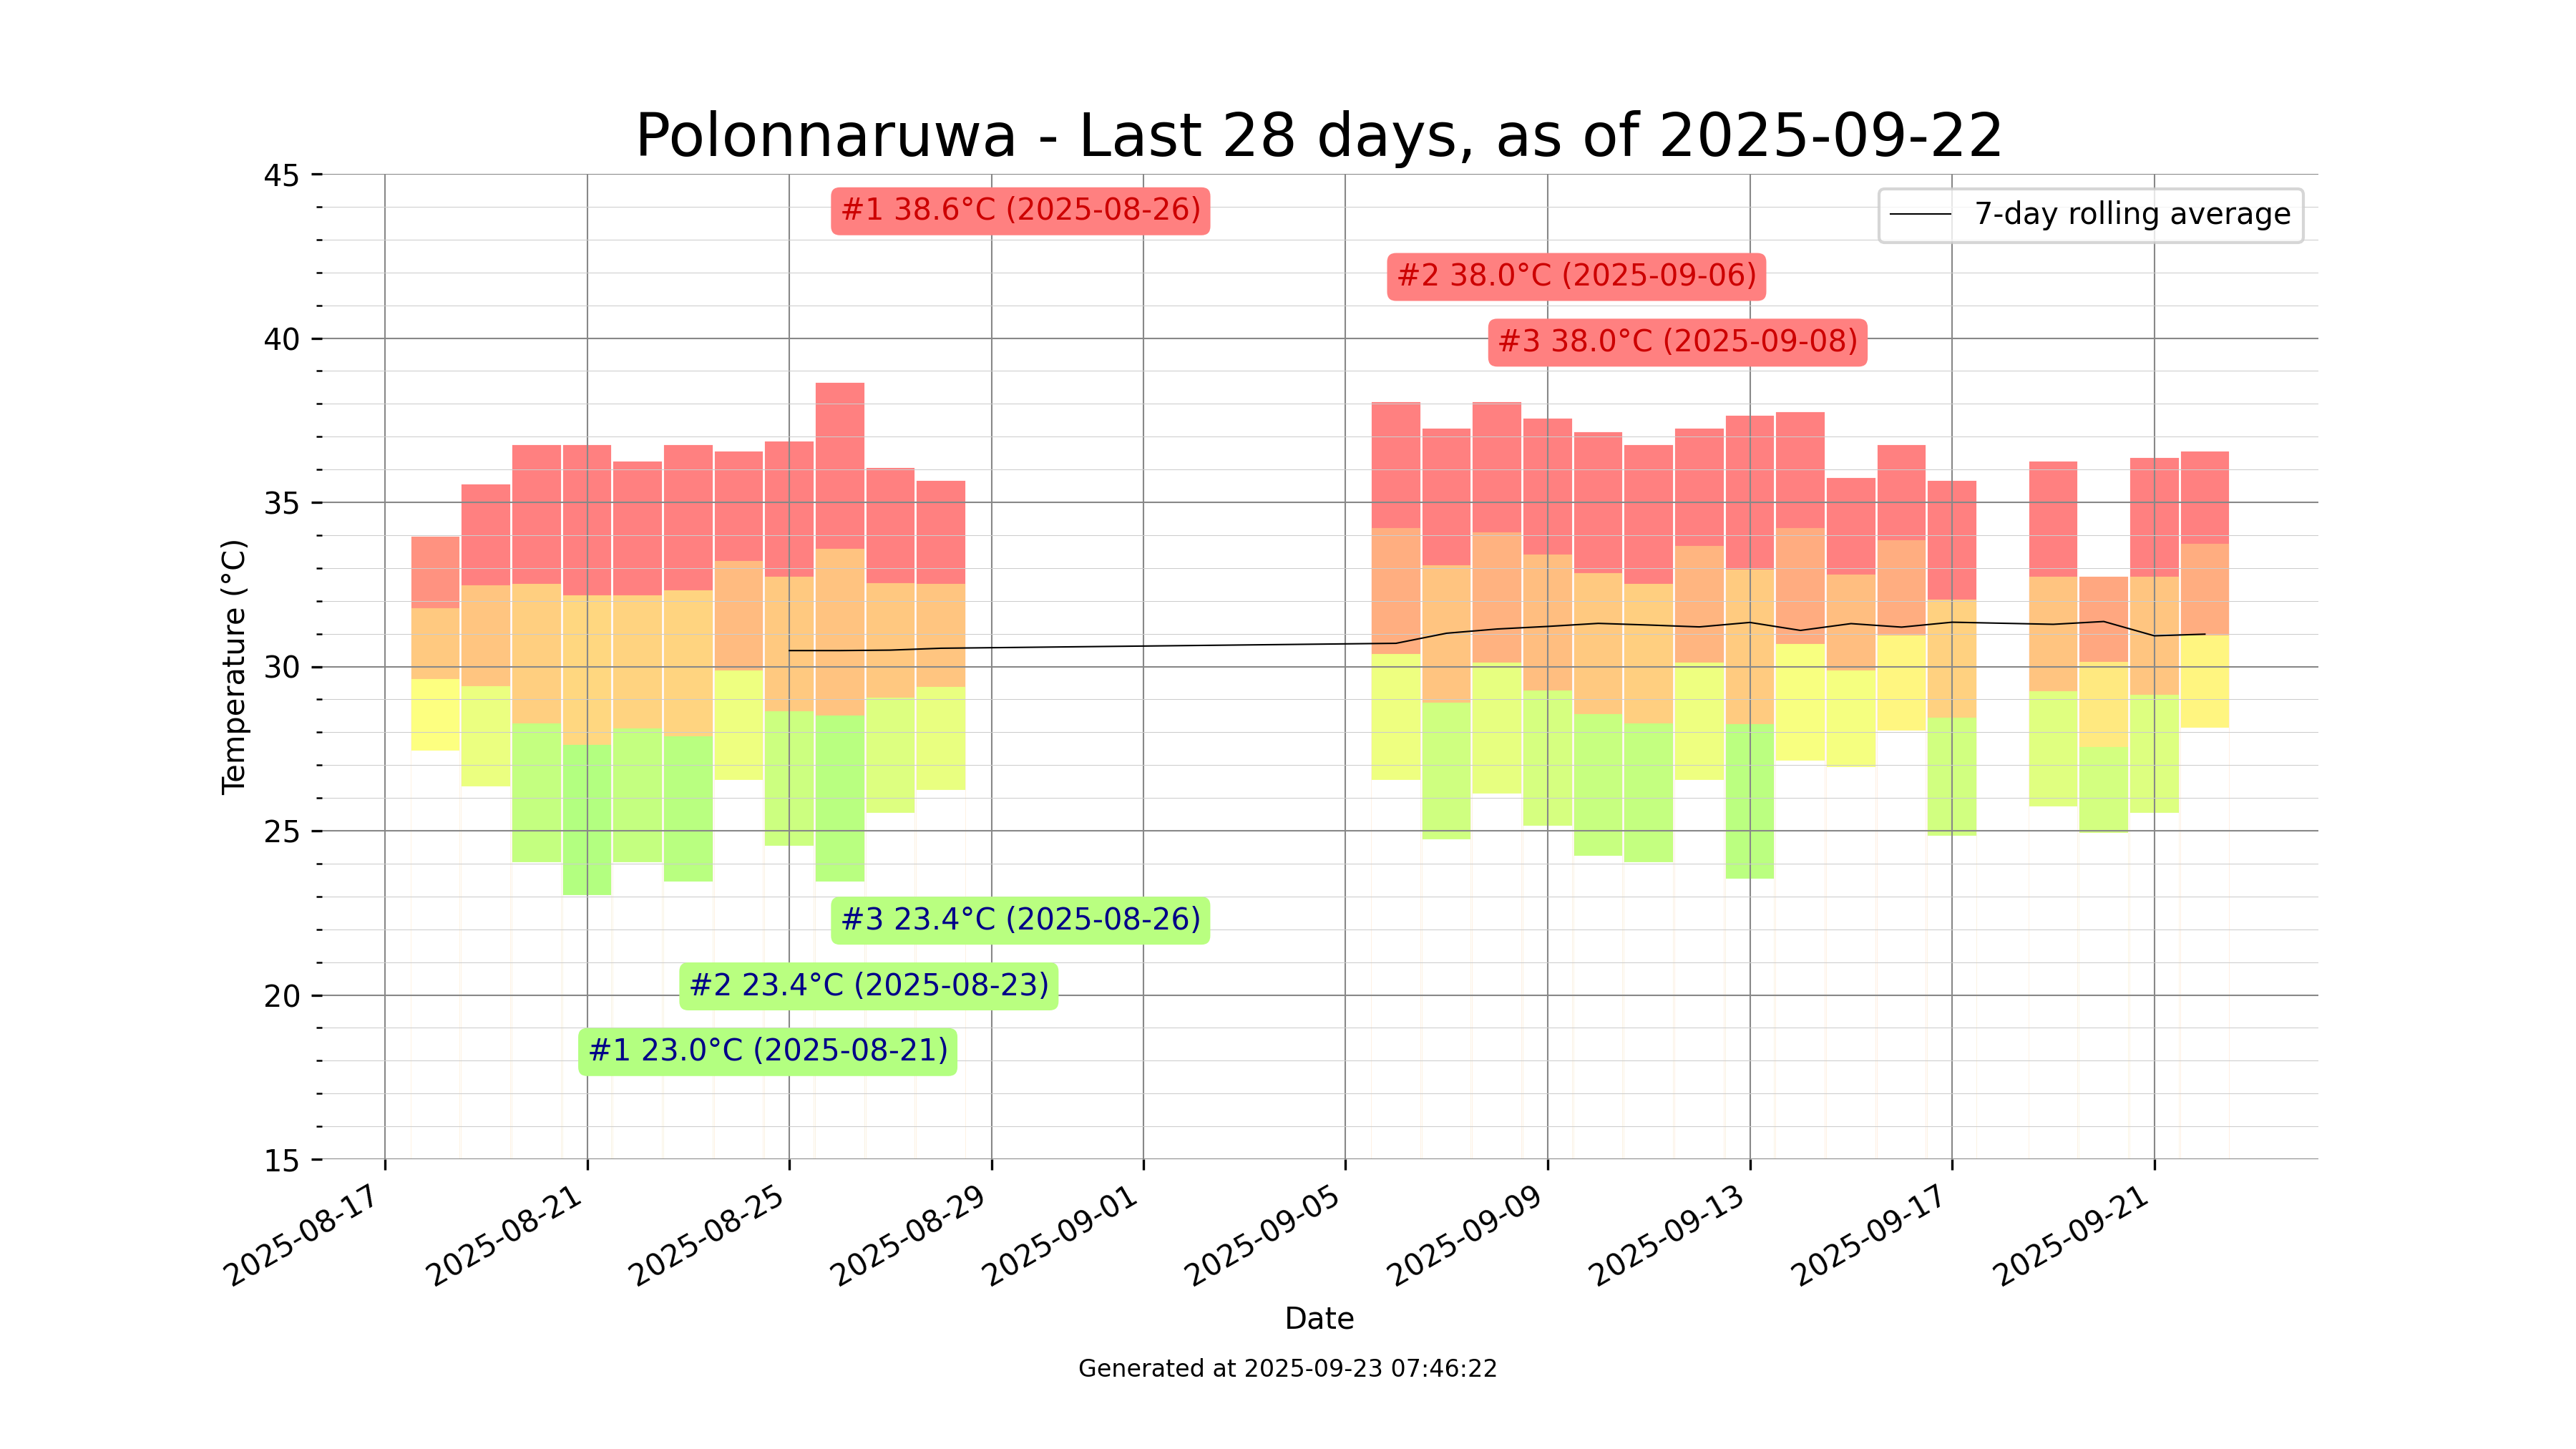 Polonnaruwa - Last 28 days, as of 2025-09-22
45
40
35
30
25
20
15
Temperature (°C)
#1 38.6°C (2025-08-26)
7-day rolling average
#2 38.0°C (2025-09-06)
#3 38.0°C (2025-09-08)
#3 23.4°C (2025-08-26)
#2 23.4°C (2025-08-23)
#1 23.0°C (2025-08-21)
2025-08-17
2025-08-21
2025-08-25
2025-08-29
2025-09-01
2025-09-05
2025-09-09
2025-09-13
2025-09-17
2025-09-21
Date
Generated at 2025-09-23 07:46:22